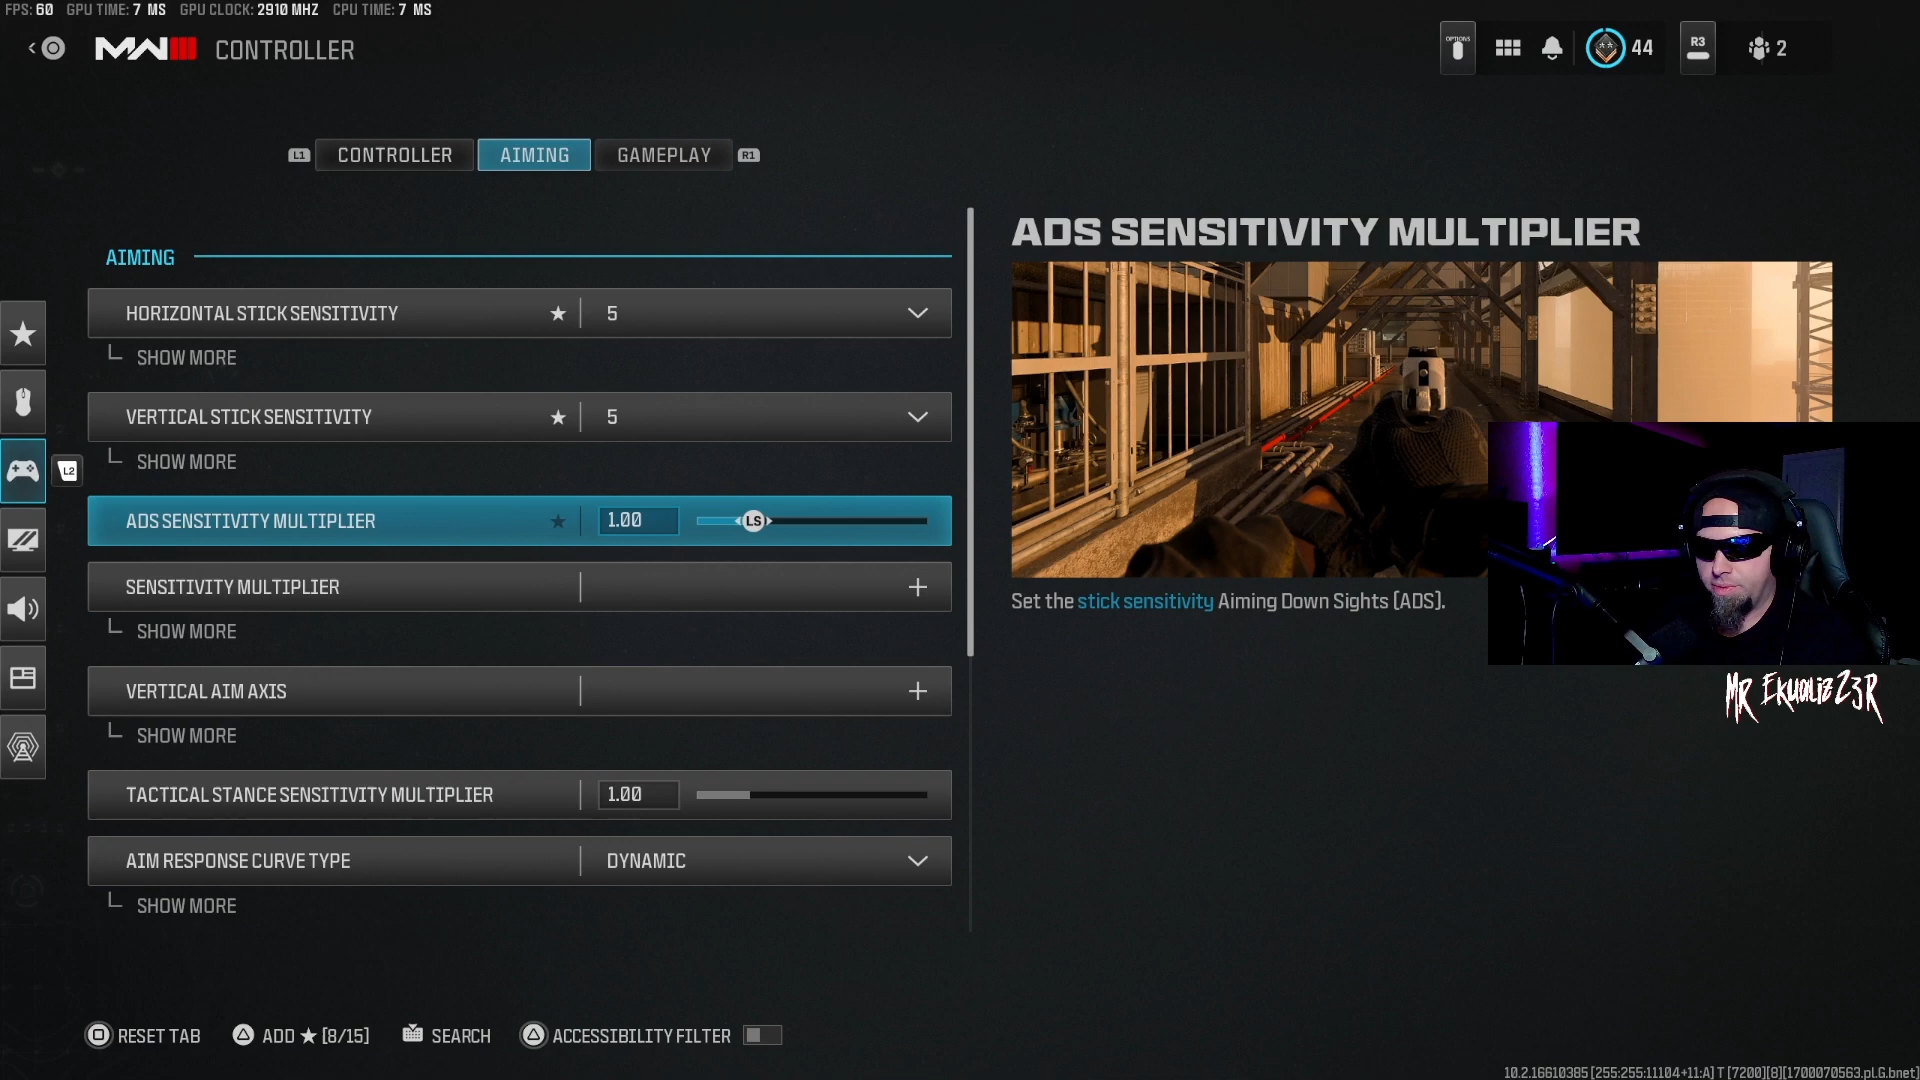 FPS: 60 GPU TIME: 7 MS GPU CLOCK: 2910 MHZ CPU TIME: 7 MS
MWIII CONTROLLER
OPTIONS 44 R3 2
L1 CONTROLLER AIMING GAMEPLAY R1
AIMING
HORIZONTAL STICK SENSITIVITY 5
SHOW MORE
VERTICAL STICK SENSITIVITY 5
SHOW MORE
L2
ADS SENSITIVITY MULTIPLIER 1.00 LS
SENSITIVITY MULTIPLIER
SHOW MORE
VERTICAL AIM AXIS
SHOW MORE
TACTICAL STANCE SENSITIVITY MULTIPLIER 1.00
AIM RESPONSE CURVE TYPE DYNAMIC
SHOW MORE
ADS SENSITIVITY MULTIPLIER
Set the stick sensitivity Aiming Down Sights (ADS).
MR EKUALIZ23R
RESET TAB ADD ★ [8/15] SEARCH ACCESSIBILITY FILTER
10.2.16610385 [255:255:11104+11:A] T [7200][8][1700070563.pl.G.bnet]